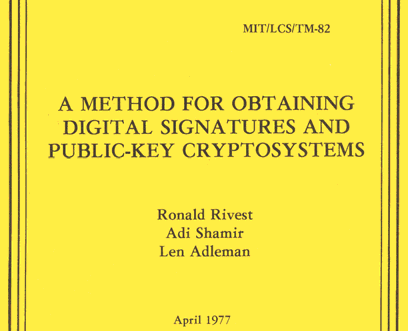 MIT/LCS/TM-82
A METHOD FOR OBTAINING
DIGITAL SIGNATURES AND
PUBLIC-KEY CRYPTOSYSTEMS
Ronald Rivest
Adi Shamir
Len Adleman
April 1977